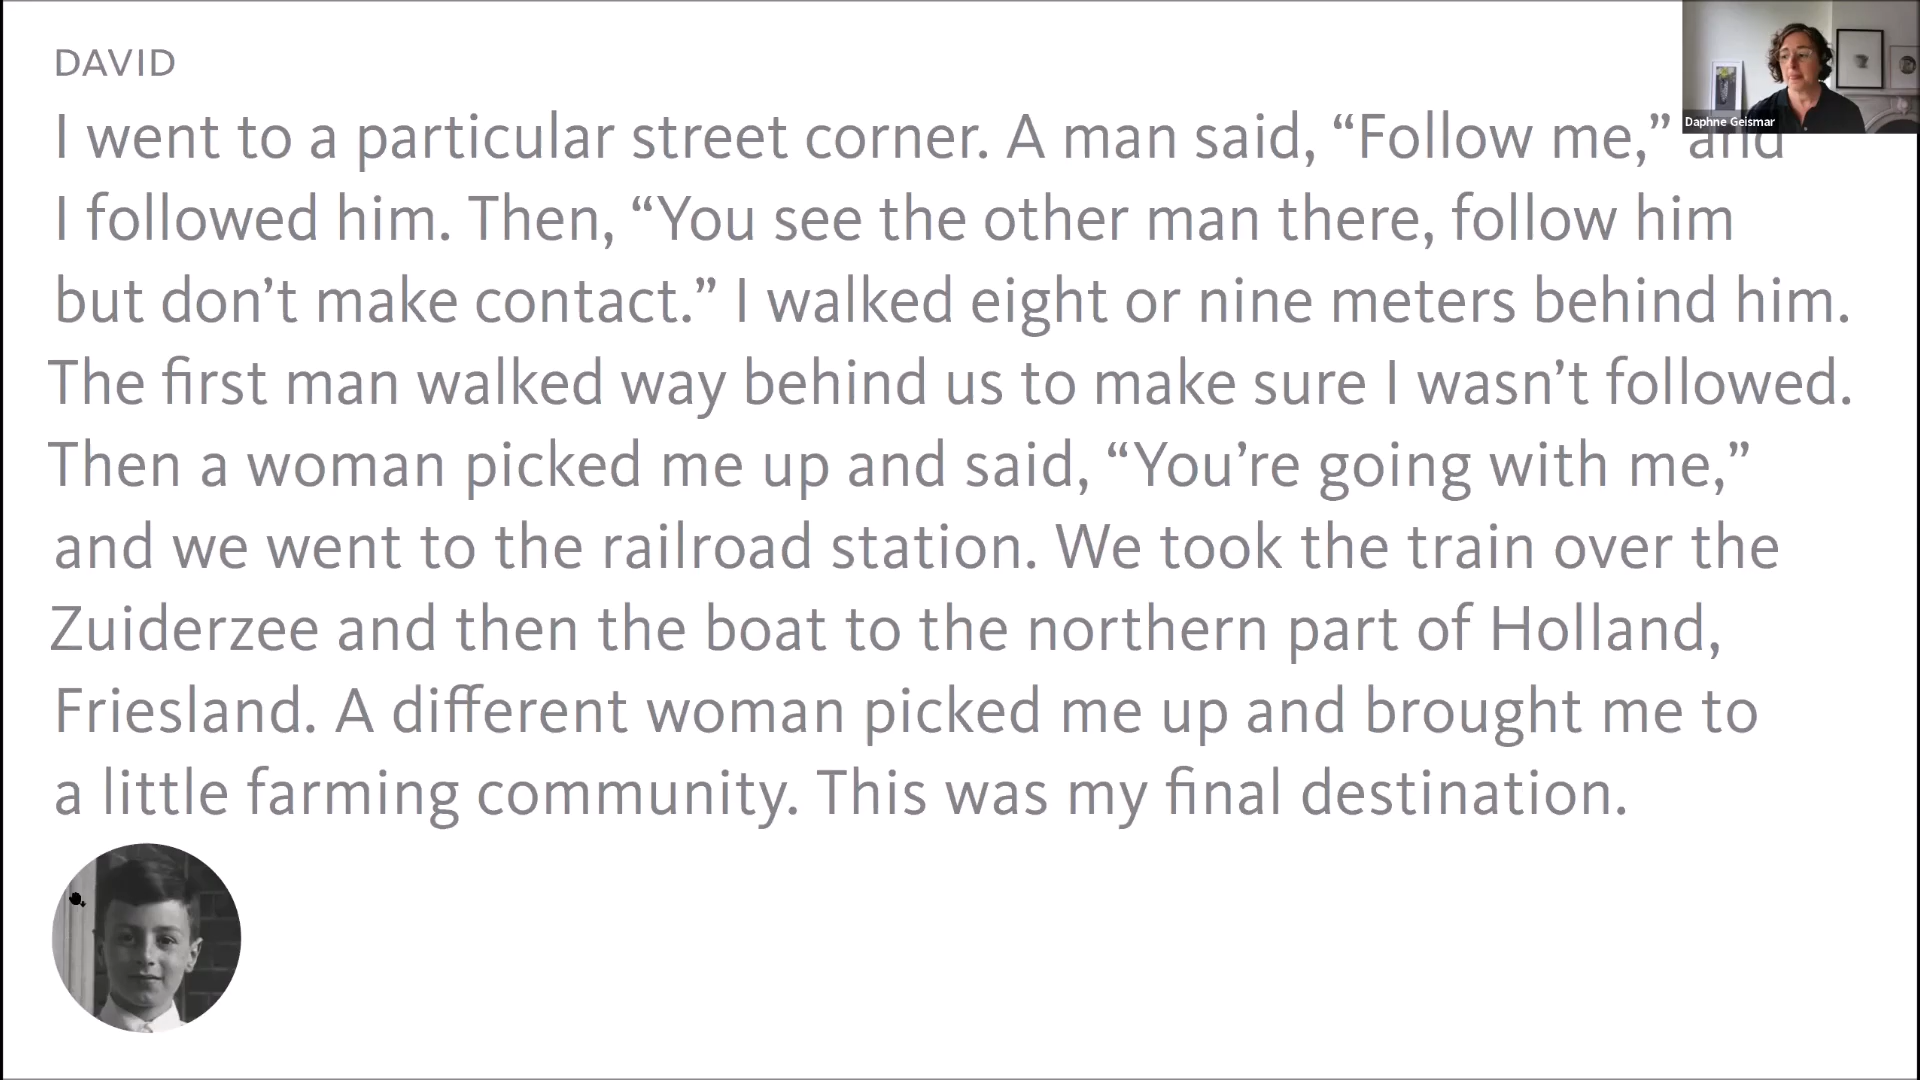 DAVID
I went to a particular street corner. A man said, “Follow me,” and
I followed him. Then, “You see the other man there, follow him
but don’t make contact.” I walked eight or nine meters behind him.
The first man walked way behind us to make sure I wasn’t followed.
Then a woman picked me up and said, “You’re going with me,”
and we went to the railroad station. We took the train over the
Zuiderzee and then the boat to the northern part of Holland,
Friesland. A different woman picked me up and brought me to
a little farming community. This was my final destination.
Daphne Geismar